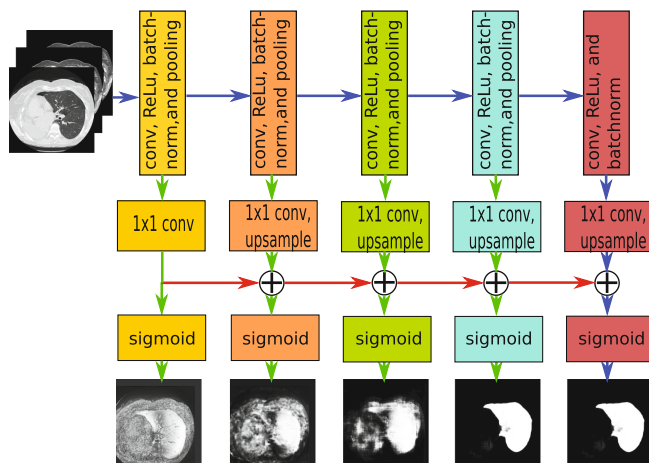 conv, ReLu, batch-
norm,and pooling
conv, ReLu, batch-
norm,and pooling
conv, ReLu, batch-
norm,and pooling
conv, ReLu, batch-
norm,and pooling
conv, ReLu, and
batchnorm
1x1 conv
1x1 conv,
upsample
1x1 conv,
upsample
1x1 conv,
upsample
1x1 conv,
upsample
sigmoid
sigmoid
sigmoid
sigmoid
sigmoid